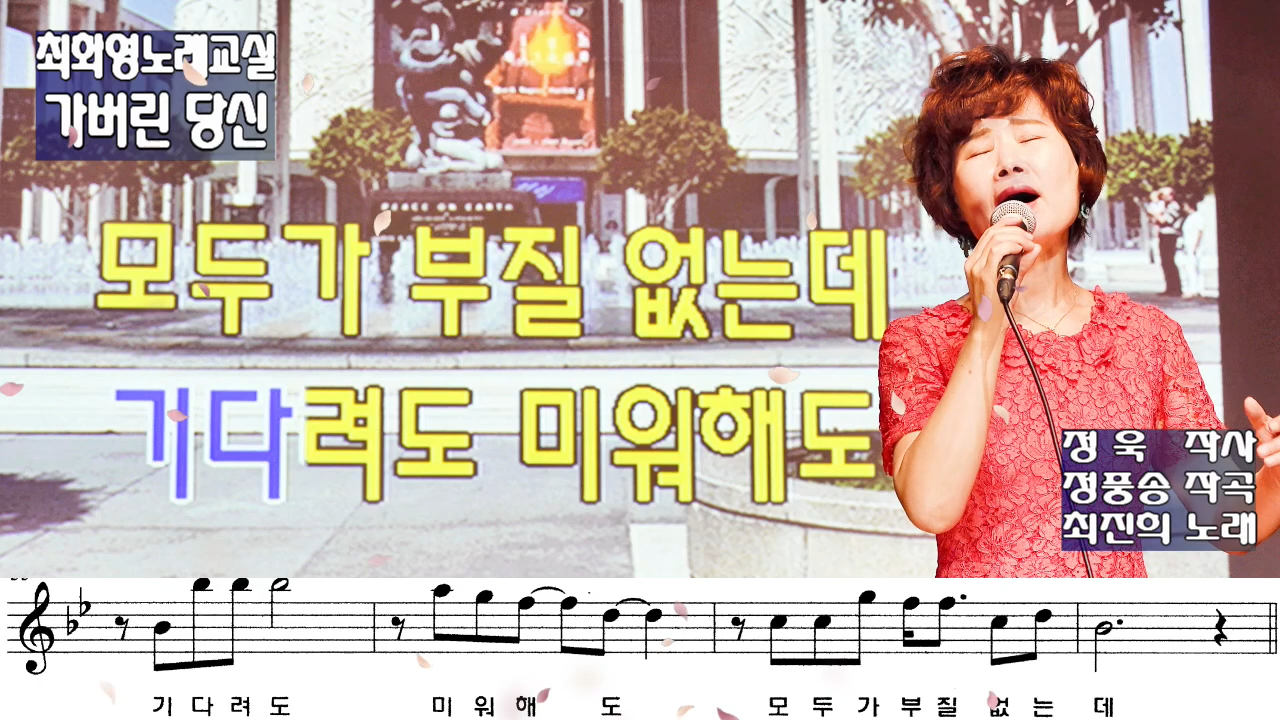 최화영노래교실
가버린 당신
모두가 부질 없는데
기다려도 미워해도
정 욱 작사
정풍송 작곡
최진희 노래
기 다 려 도 미 워 해 도 모 두 가 부 질 없 는 데